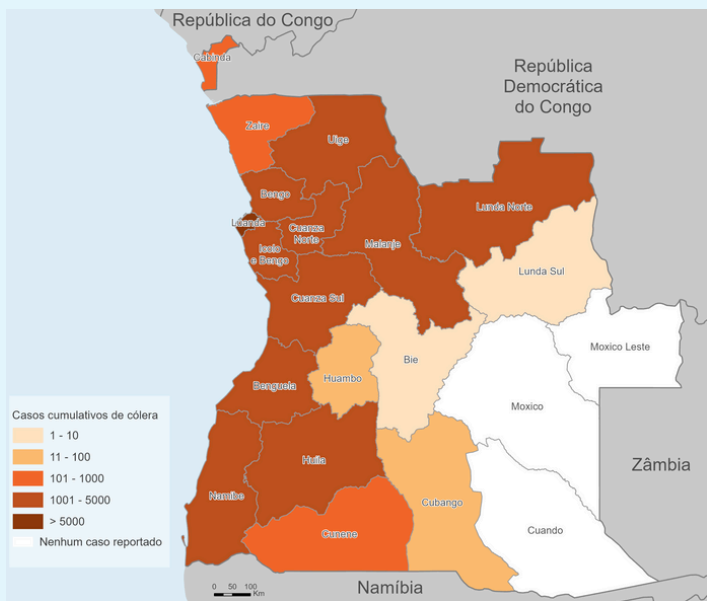 República do Congo
Cabinda
República
Democrática
do Congo
Zaire
Uíge
Bengo
Lunda Norte
Luanda
Cuanza
Norte
Malanje
Icolo
e Bengo
Lunda Sul
Cuanza Sul
Moxico Leste
Bie
Huambo
Benguela
Moxico
Casos cumulativos de cólera
1 - 10
11 - 100
101 - 1000
1001 - 5000
> 5000
Nenhum caso reportado
Huíla
Zâmbia
Namibe
Cubango
Cuando
Cunene
0 50 100
Km
Namíbia